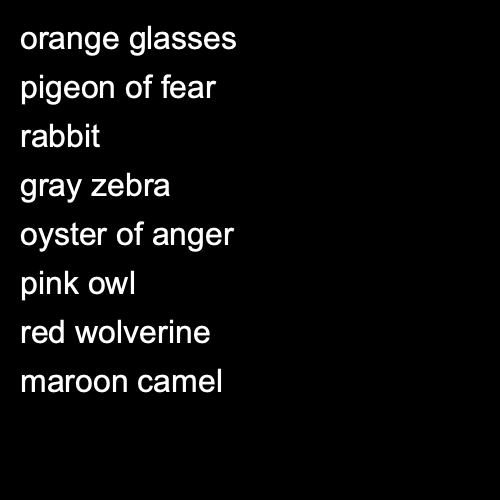 orange glasses
pigeon of fear
rabbit
gray zebra
oyster of anger
pink owl
red wolverine
maroon camel